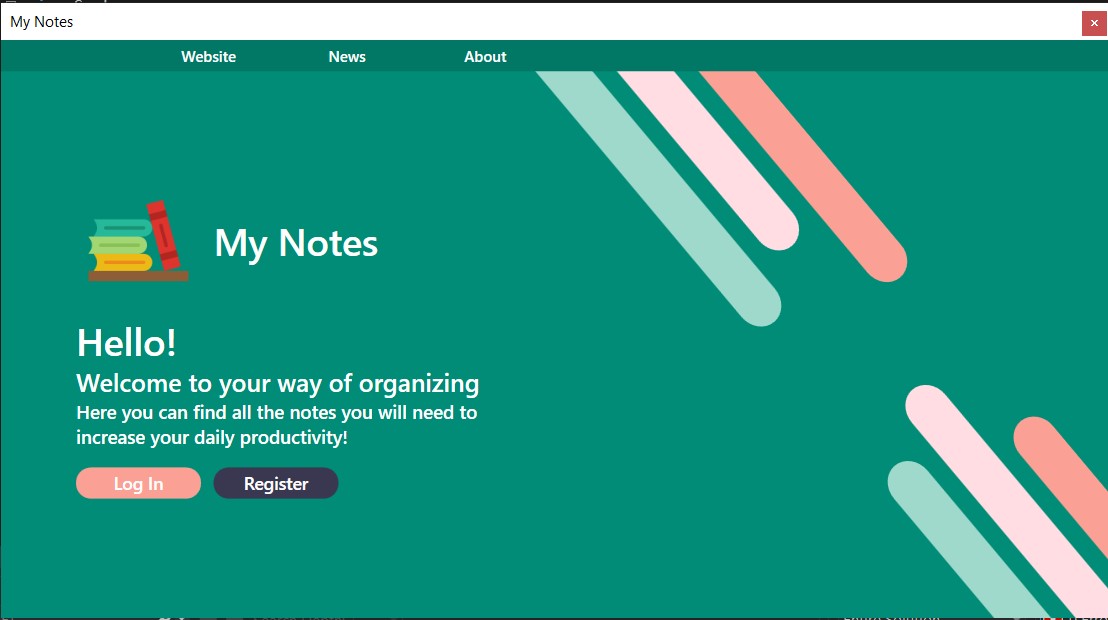 My Notes
Website News About
My Notes
Hello!
Welcome to your way of organizing
Here you can find all the notes you will need to
increase your daily productivity!
Log In Register